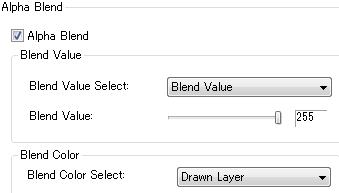 Alpha Blend
Alpha Blend
Blend Value
Blend Value Select: Blend Value
Blend Value: 255
Blend Color
Blend Color Select: Drawn Layer